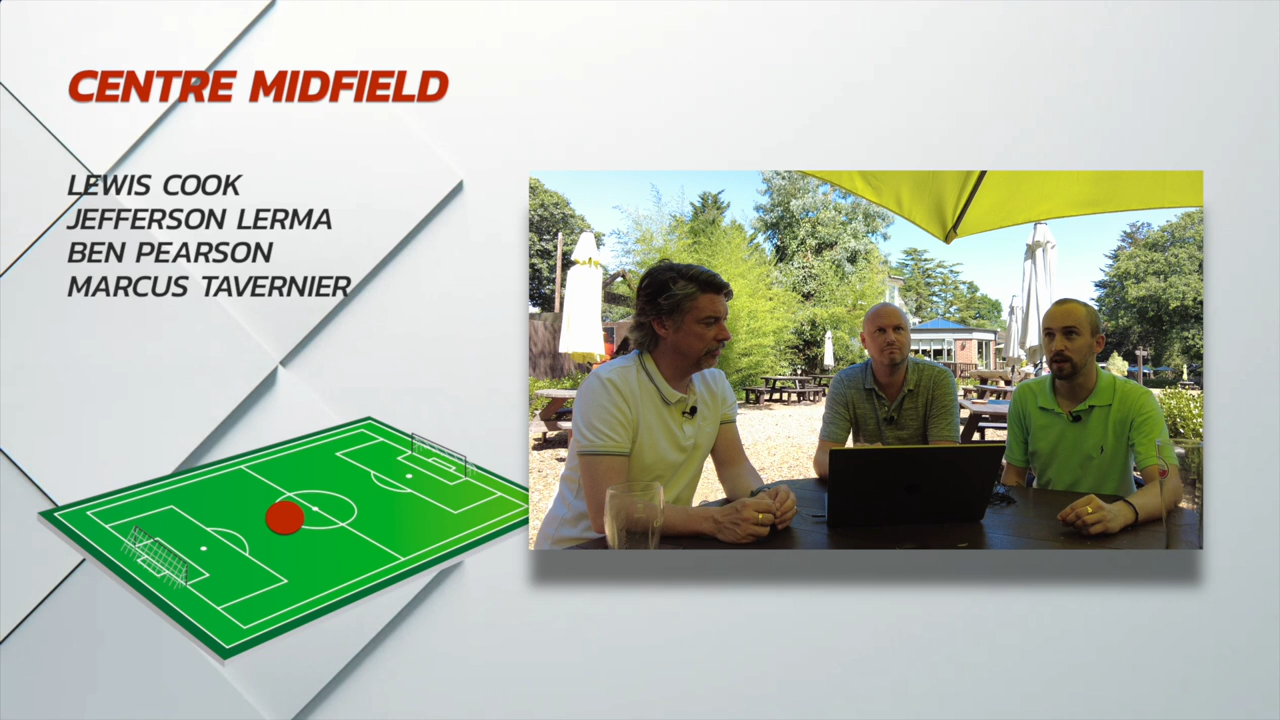 CENTRE MIDFIELD
LEWIS COOK
JEFFERSON LERMA
BEN PEARSON
MARCUS TAVERNIER